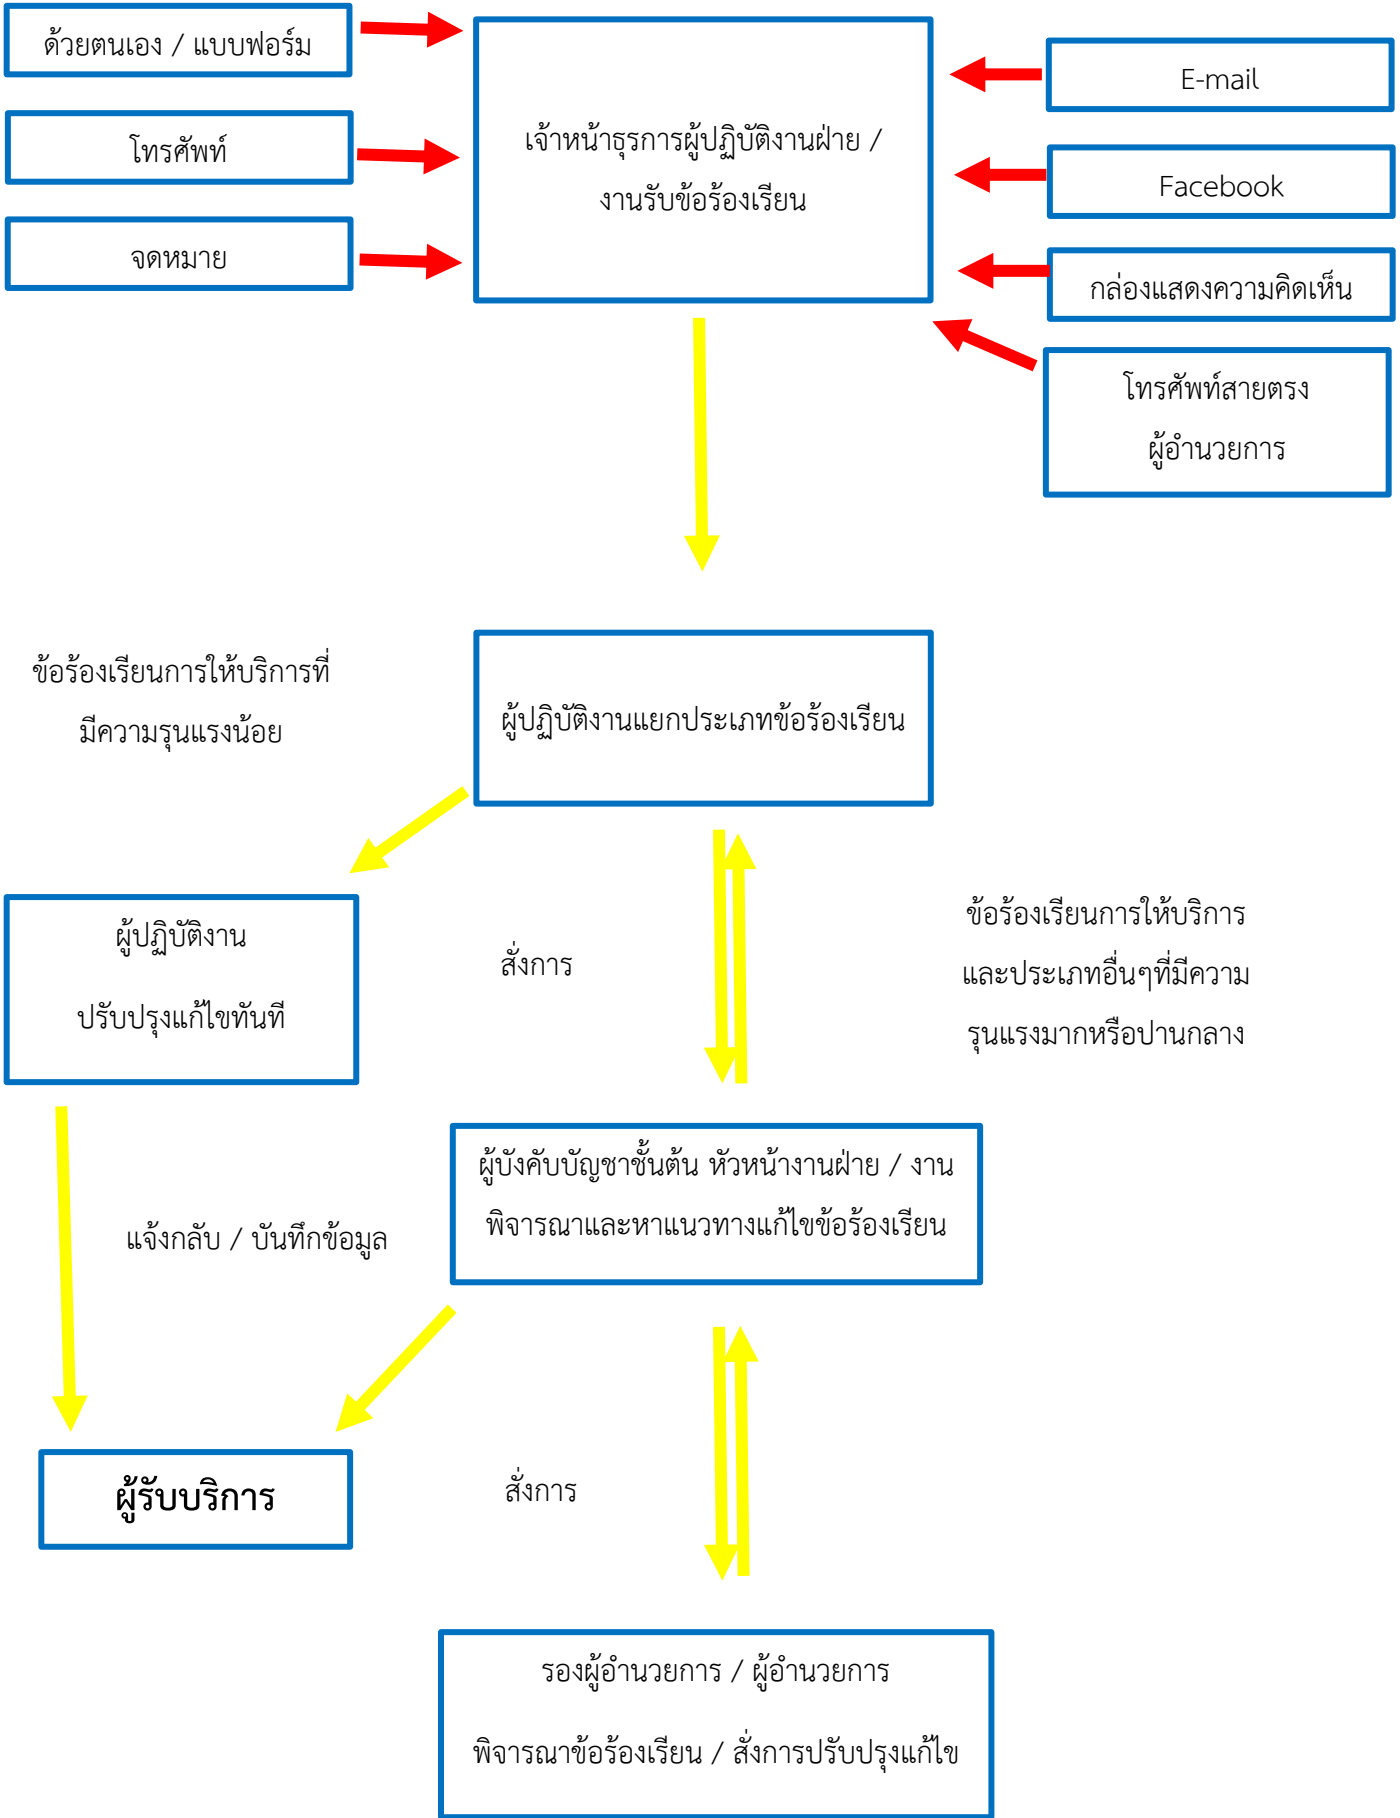 ด้วยตนเอง / แบบฟอร์ม
โทรศัพท์
จดหมาย
เจ้าหน้าธุรการผู้ปฏิบัติงานฝ่าย /
งานรับข้อร้องเรียน
E-mail
Facebook
กล่องแสดงความคิดเห็น
โทรศัพท์สายตรง
ผู้อำนวยการ
ข้อร้องเรียนการให้บริการที่
มีความรุนแรงน้อย
ผู้ปฏิบัติงานแยกประเภทข้อร้องเรียน
ผู้ปฏิบัติงาน
ปรับปรุงแก้ไขทันที
สั่งการ
ข้อร้องเรียนการให้บริการ
และประเภทอื่นๆที่มีความ
รุนแรงมากหรือปานกลาง
ผู้บังคับบัญชาชั้นต้น หัวหน้างานฝ่าย / งาน
พิจารณาและหาแนวทางแก้ไขข้อร้องเรียน
แจ้งกลับ / บันทึกข้อมูล
ผู้รับบริการ
สั่งการ
รองผู้อำนวยการ / ผู้อำนวยการ
พิจารณาข้อร้องเรียน / สั่งการปรับปรุงแก้ไข